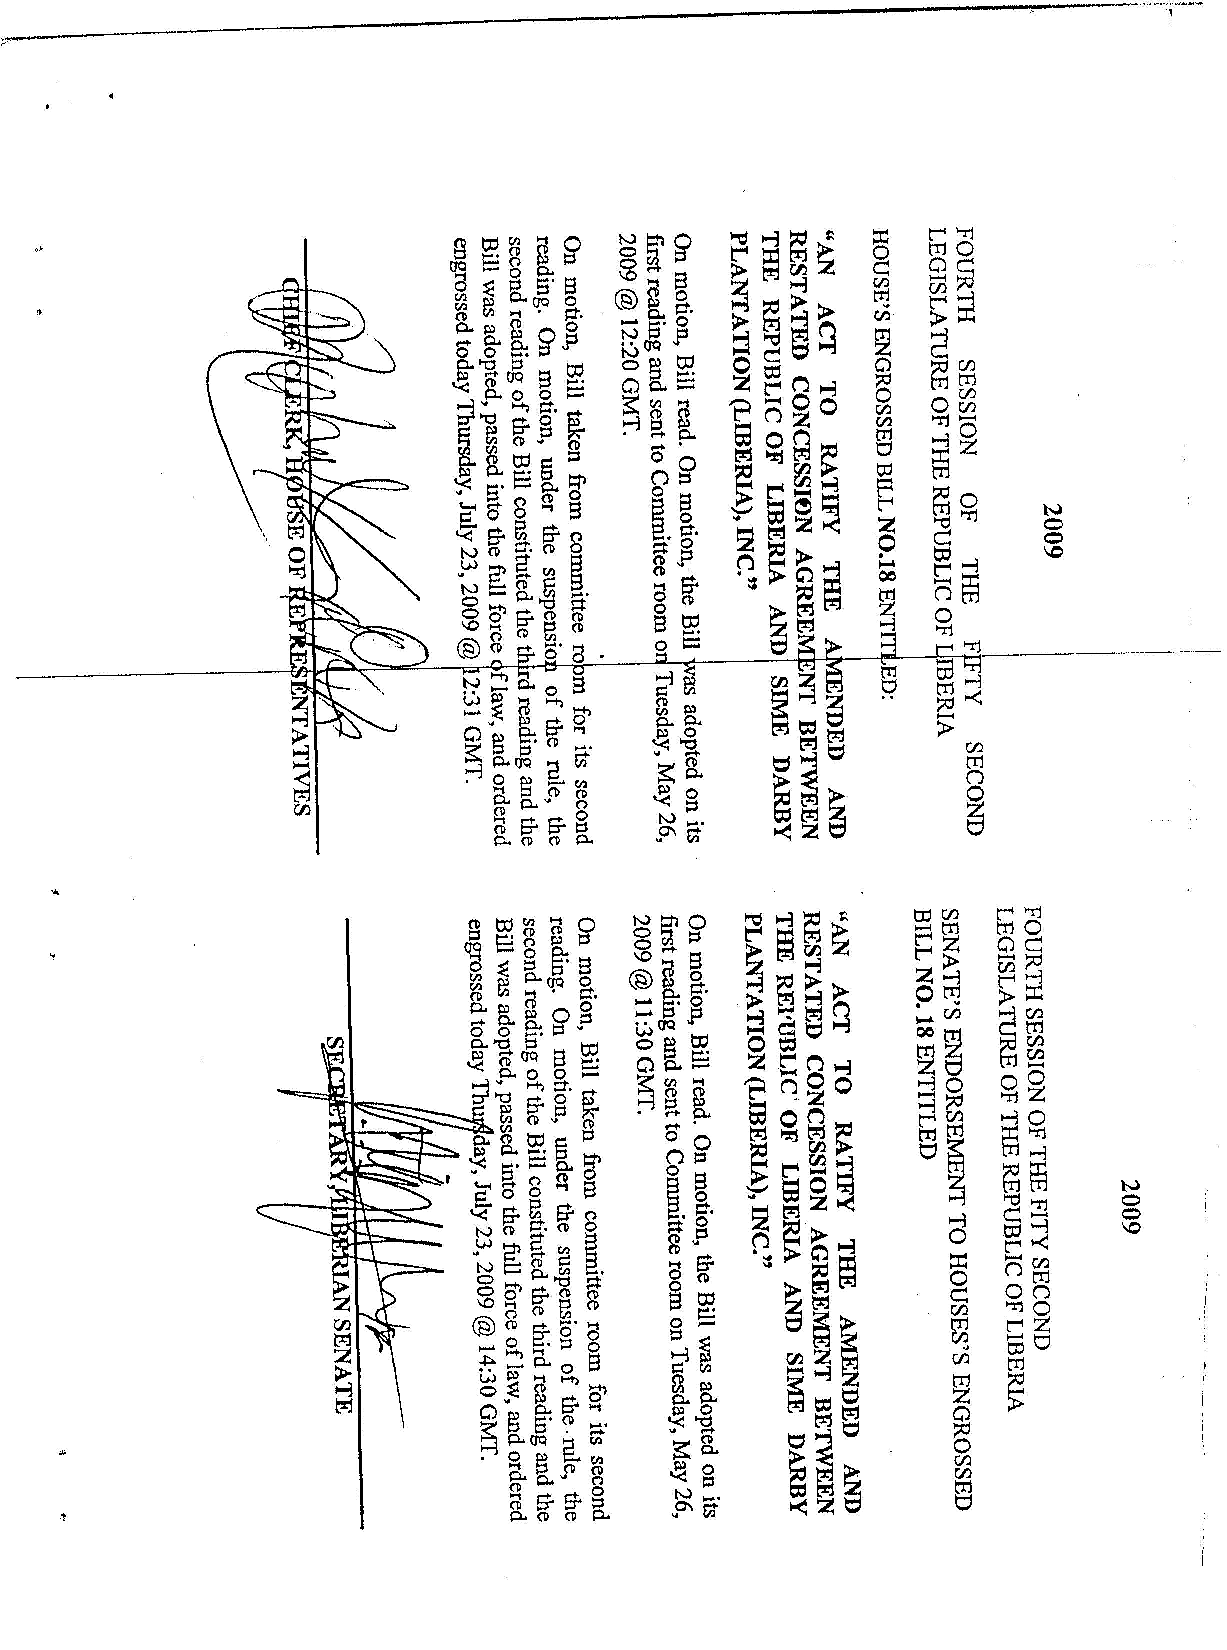 2009
FOURTH SESSION OF THE FIFTY SECOND
LEGISLATURE OF THE REPUBLIC OF LIBERIA
HOUSE'S ENGROSSED BILL NO.18 ENTITLED:
"AN ACT TO RATIFY THE AMENDED AND
RESTATED CONCESSION AGREEMENT BETWEEN
THE REPUBLIC OF LIBERIA AND SIME DARBY
PLANTATION (LIBERIA), INC."
On motion, Bill read. On motion, the Bill was adopted on its
first reading and sent to Committee room on Tuesday, May 26,
2009 @ 12:20 GMT.
On motion, Bill taken from committee room for its second
reading. On motion, under the suspension of the rule, the
second reading of the Bill constituted the third reading and the
Bill was adopted, passed into the full force of law, and ordered
engrossed today Thursday, July 23, 2009 @ 12:31 GMT.
CHIEF CLERK, HOUSE OF REPRESENTATIVES
2009
FOURTH SESSION OF THE FITY SECOND
LEGISLATURE OF THE REPUBLIC OF LIBERIA
SENATE'S ENDORSEMENT TO HOUSES'S ENGROSSED
BILL NO. 18 ENTITLED
"AN ACT TO RATIFY THE AMENDED AND
RESTATED CONCESSION AGREEMENT BETWEEN
THE REPUBLIC OF LIBERIA AND SIME DARBY
PLANTATION (LIBERIA), INC."
On motion, Bill read. On motion, the Bill was adopted on its
first reading and sent to Committee room on Tuesday, May 26,
2009 @ 11:30 GMT.
On motion, Bill taken from committee room for its second
reading. On motion, under the suspension of the rule, the
second reading of the Bill constituted the third reading and the
Bill was adopted, passed into the full force of law, and ordered
engrossed today Thursday, July 23, 2009 @ 14:30 GMT.
SECRETARY, LIBERIAN SENATE